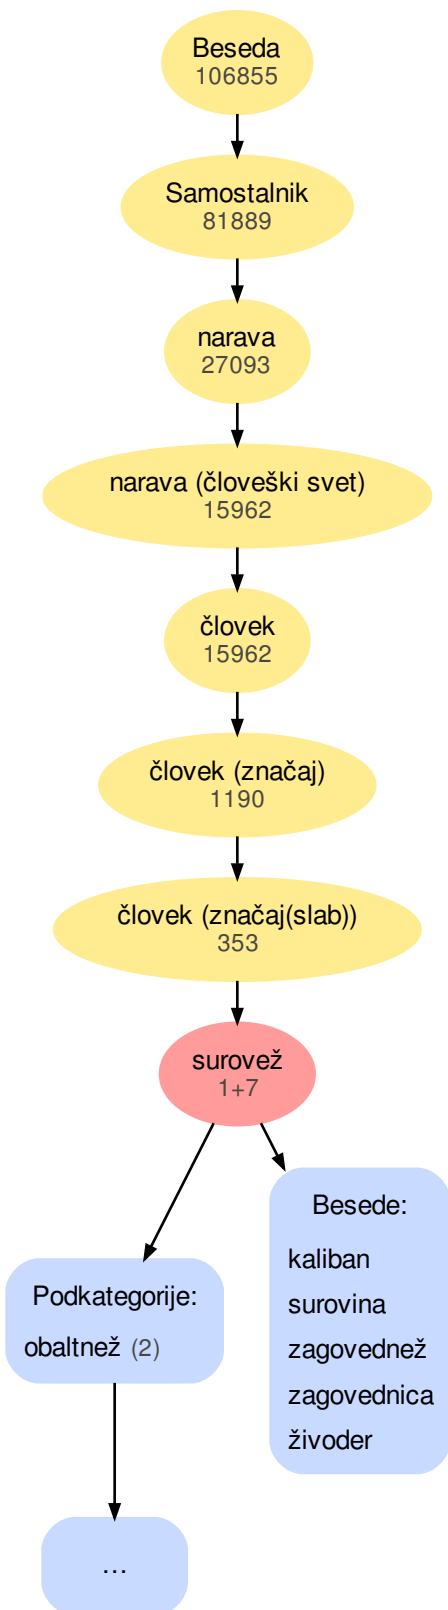 Beseda
106855
Samostalnik
81889
narava
27093
narava (človeški svet)
15962
človek
15962
človek (značaj)
1190
človek (značaj(slab))
353
surovež
1+7
Besede:
kaliban
surovina
zagovednež
zagovednica
živoder
Podkategorije:
obaltnež (2)
...